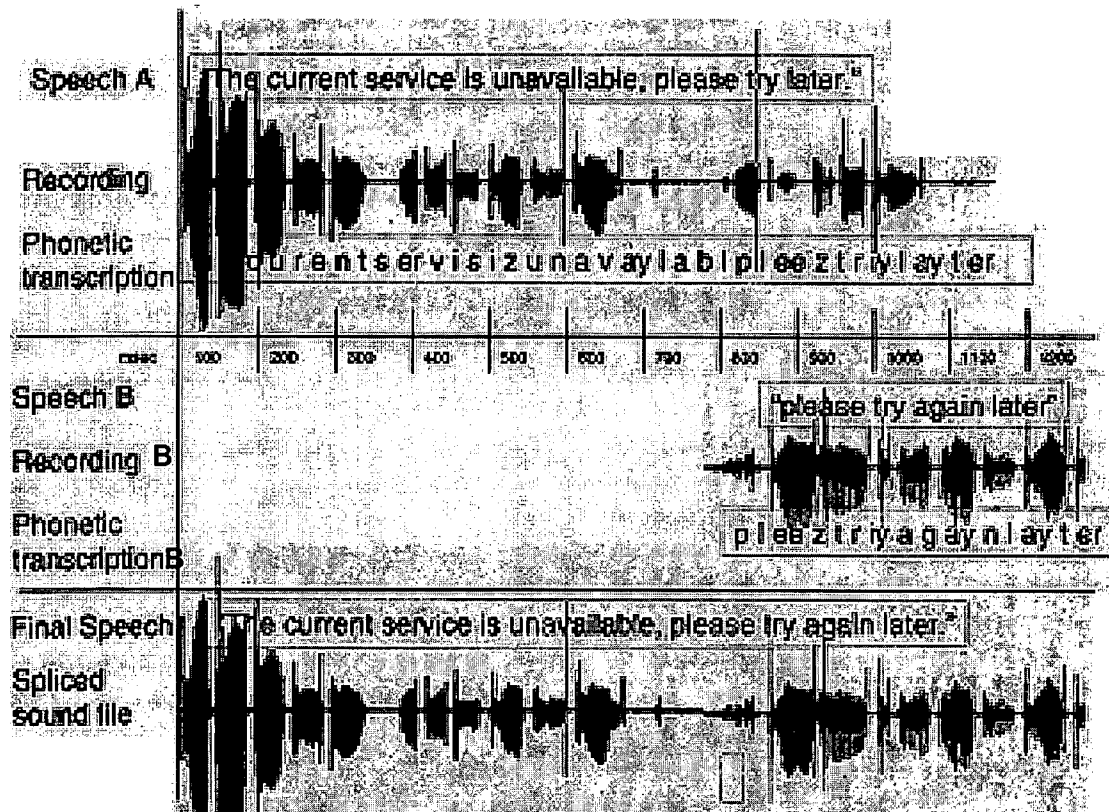 Speech A
"The current service is unavailable, please try later."
Recording
Phonetic
transcription
urentservisizunavaylablpleeztrylayter
msec 100 200 300 400 500 600 700 800 900 1000 1100 1200
Speech B
"please try again later"
Recording B
Phonetic
transcriptionB
pleeztryagaynlayter
Final Speech
"The current service is unavailable, please try again later."
Spliced
sound file